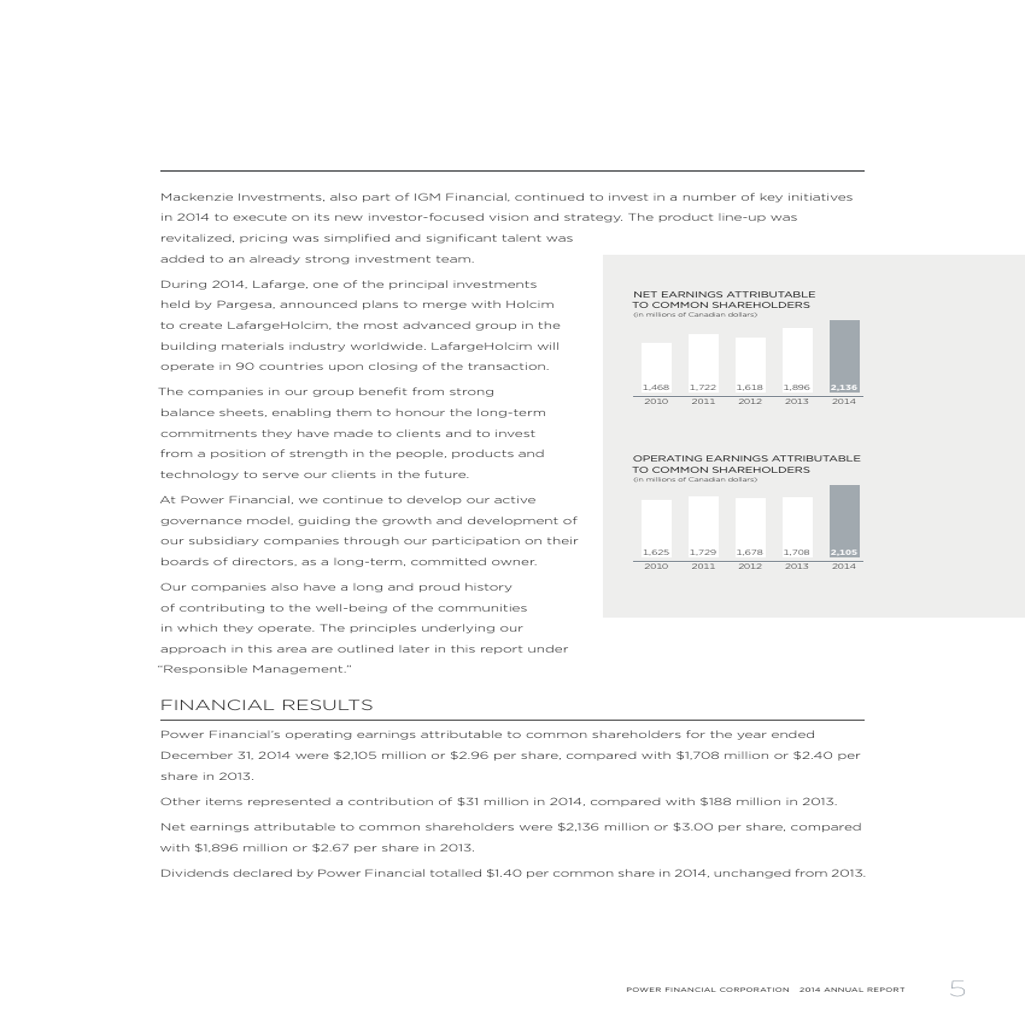 Mackenzie Investments, also part of IGM Financial, continued to invest in a number of key initiatives
in 2014 to execute on its new investor-focused vision and strategy. The product line-up was
revitalized, pricing was simplified and significant talent was
added to an already strong investment team.
During 2014, Lafarge, one of the principal investments
held by Pargesa, announced plans to merge with Holcim
to create LafargeHolcim, the most advanced group in the
building materials industry worldwide. LafargeHolcim will
operate in 90 countries upon closing of the transaction.
The companies in our group benefit from strong
balance sheets, enabling them to honour the long-term
commitments they have made to clients and to invest
from a position of strength in the people, products and
technology to serve our clients in the future.
At Power Financial, we continue to develop our active
governance model, guiding the growth and development of
our subsidiary companies through our participation on their
boards of directors, as a long-term, committed owner.
Our companies also have a long and proud history
of contributing to the well-being of the communities
in which they operate. The principles underlying our
approach in this area are outlined later in this report under
“Responsible Management.”
NET EARNINGS ATTRIBUTABLE
TO COMMON SHAREHOLDERS
(in millions of Canadian dollars)
1,468 1,722 1,618 1,896 2,136
2010 2011 2012 2013 2014
OPERATING EARNINGS ATTRIBUTABLE
TO COMMON SHAREHOLDERS
(in millions of Canadian dollars)
1,625 1,729 1,678 1,708 2,105
2010 2011 2012 2013 2014
FINANCIAL RESULTS
Power Financial’s operating earnings attributable to common shareholders for the year ended
December 31, 2014 were $2,105 million or $2.96 per share, compared with $1,708 million or $2.40 per
share in 2013.
Other items represented a contribution of $31 million in 2014, compared with $188 million in 2013.
Net earnings attributable to common shareholders were $2,136 million or $3.00 per share, compared
with $1,896 million or $2.67 per share in 2013.
Dividends declared by Power Financial totalled $1.40 per common share in 2014, unchanged from 2013.
POWER FINANCIAL CORPORATION 2014 ANNUAL REPORT 5